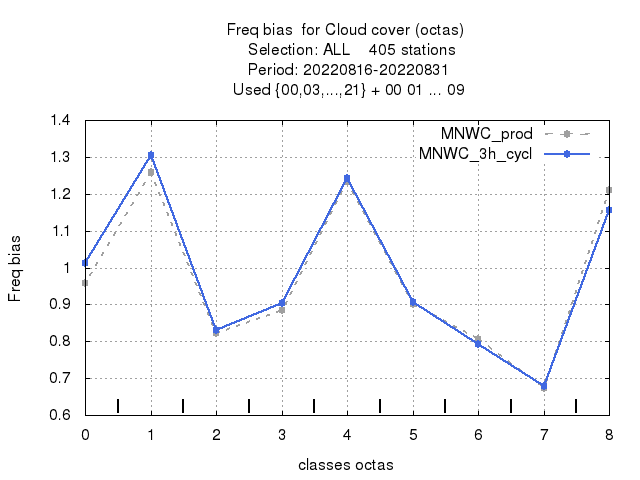 Freq bias  for Cloud cover (octas)
Selection: ALL    405 stations
Period: 20220816-20220831
Used {00,03,...,21} + 00 01 ... 09
MNWC_prod
MNWC_3h_cycl
1.4
1.3
1.2
1.1
1
0.9
0.8
0.7
0.6
Freq bias
0 1 2 3 4 5 6 7 8
classes octas